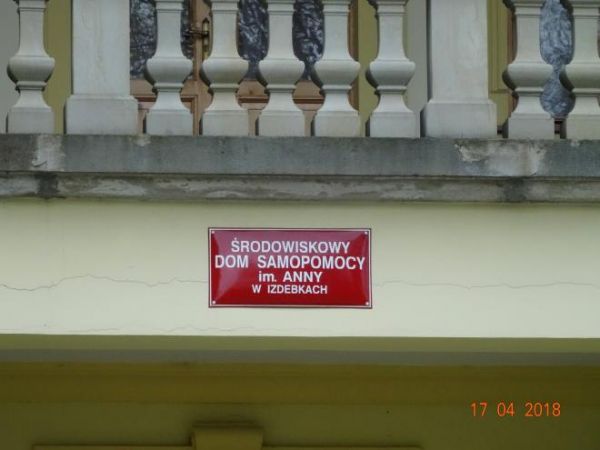 ŚRODOWISKOWY
DOM SAMOPOMOCY
im. ANNY
W IZDEBKACH
17 04 2018